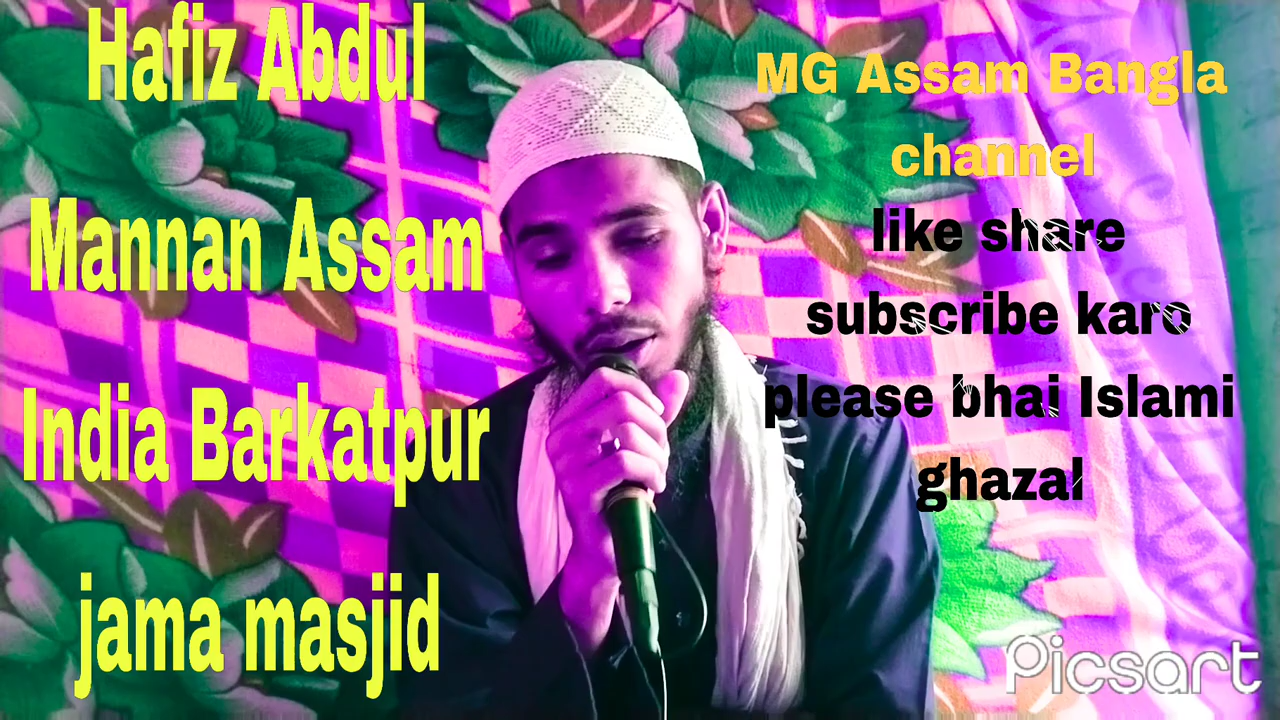 Hafiz Abdul
Mannan Assam
India Barkatpur
jama masjid
MG Assam Bangla
channel
like share
subscribe karo
please bhai Islami
ghazal
Picsart